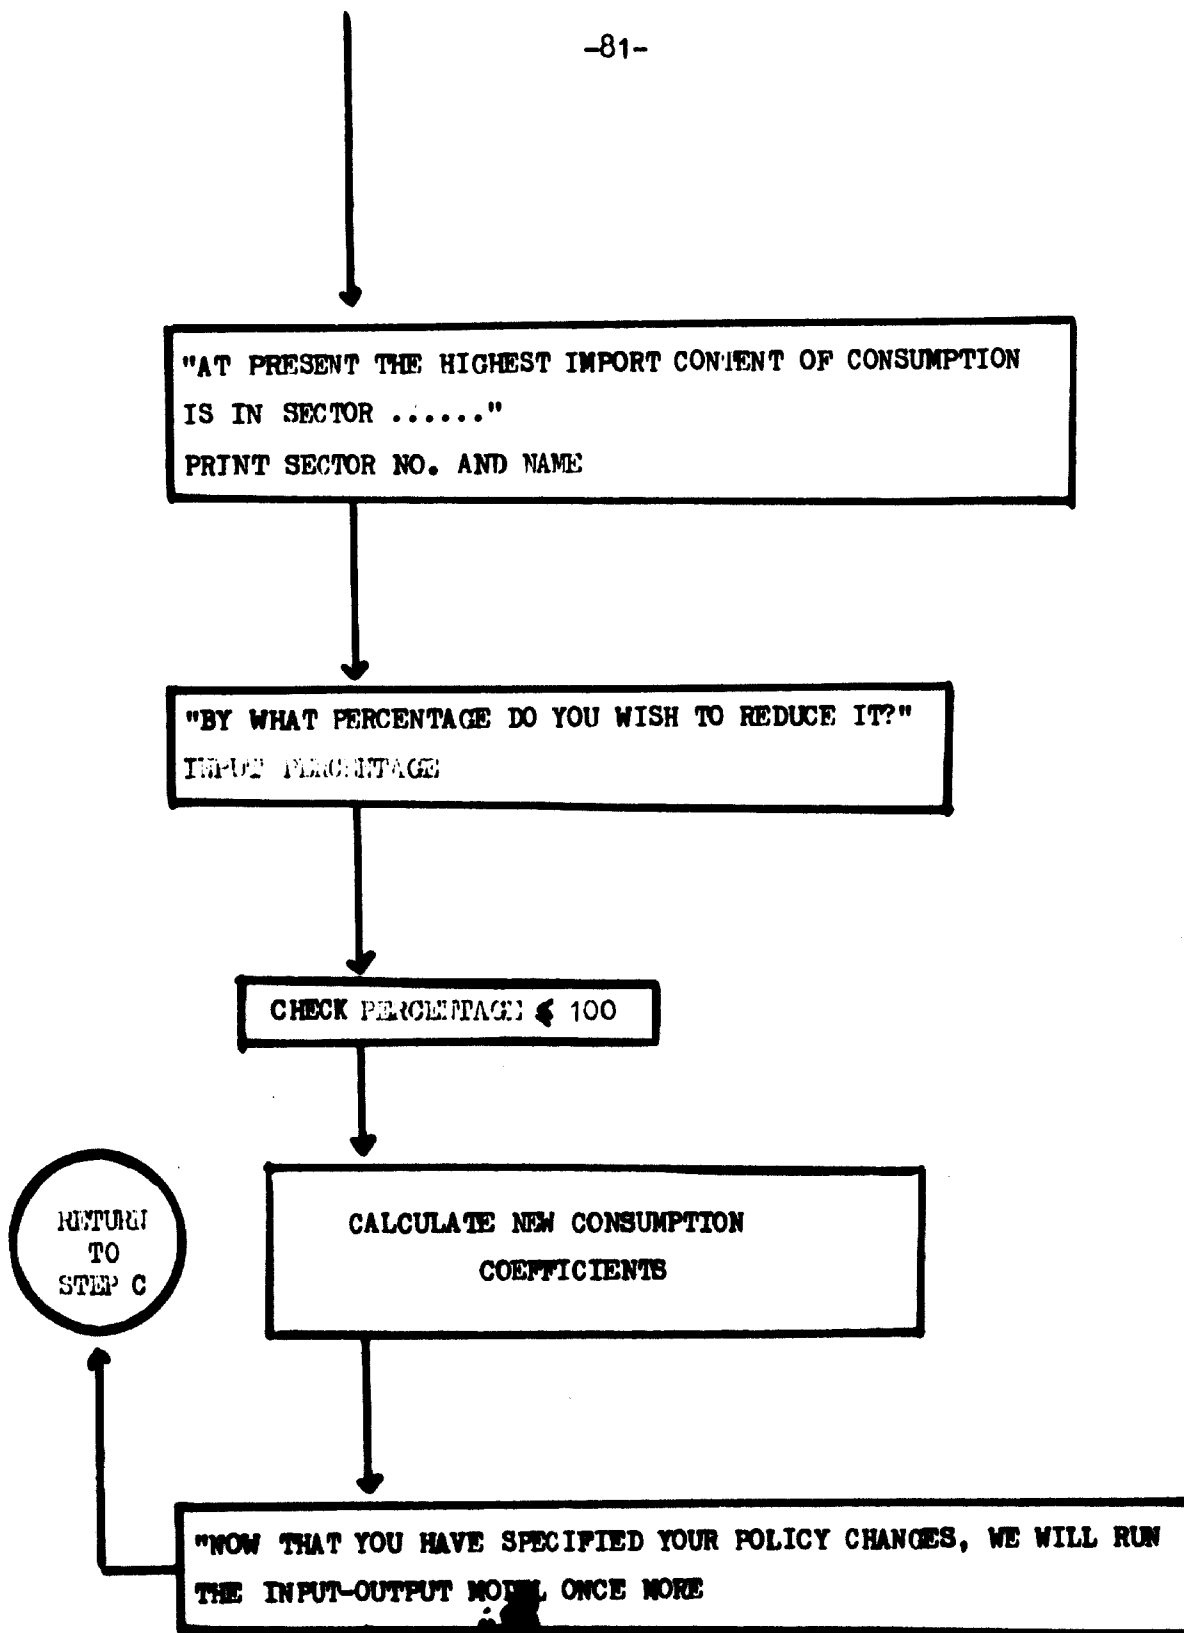 -81-
"AT PRESENT THE HIGHEST IMPORT CONTENT OF CONSUMPTION
IS IN SECTOR ......"
PRINT SECTOR NO. AND NAME
"BY WHAT PERCENTAGE DO YOU WISH TO REDUCE IT?"
INPUT PERCENTAGE
CHECK PERCENTAGE ⩽ 100
RETURN
TO
STEP C
CALCULATE NEW CONSUMPTION
COEFFICIENTS
"NOW THAT YOU HAVE SPECIFIED YOUR POLICY CHANGES, WE WILL RUN
THE INPUT-OUTPUT MODEL ONCE MORE